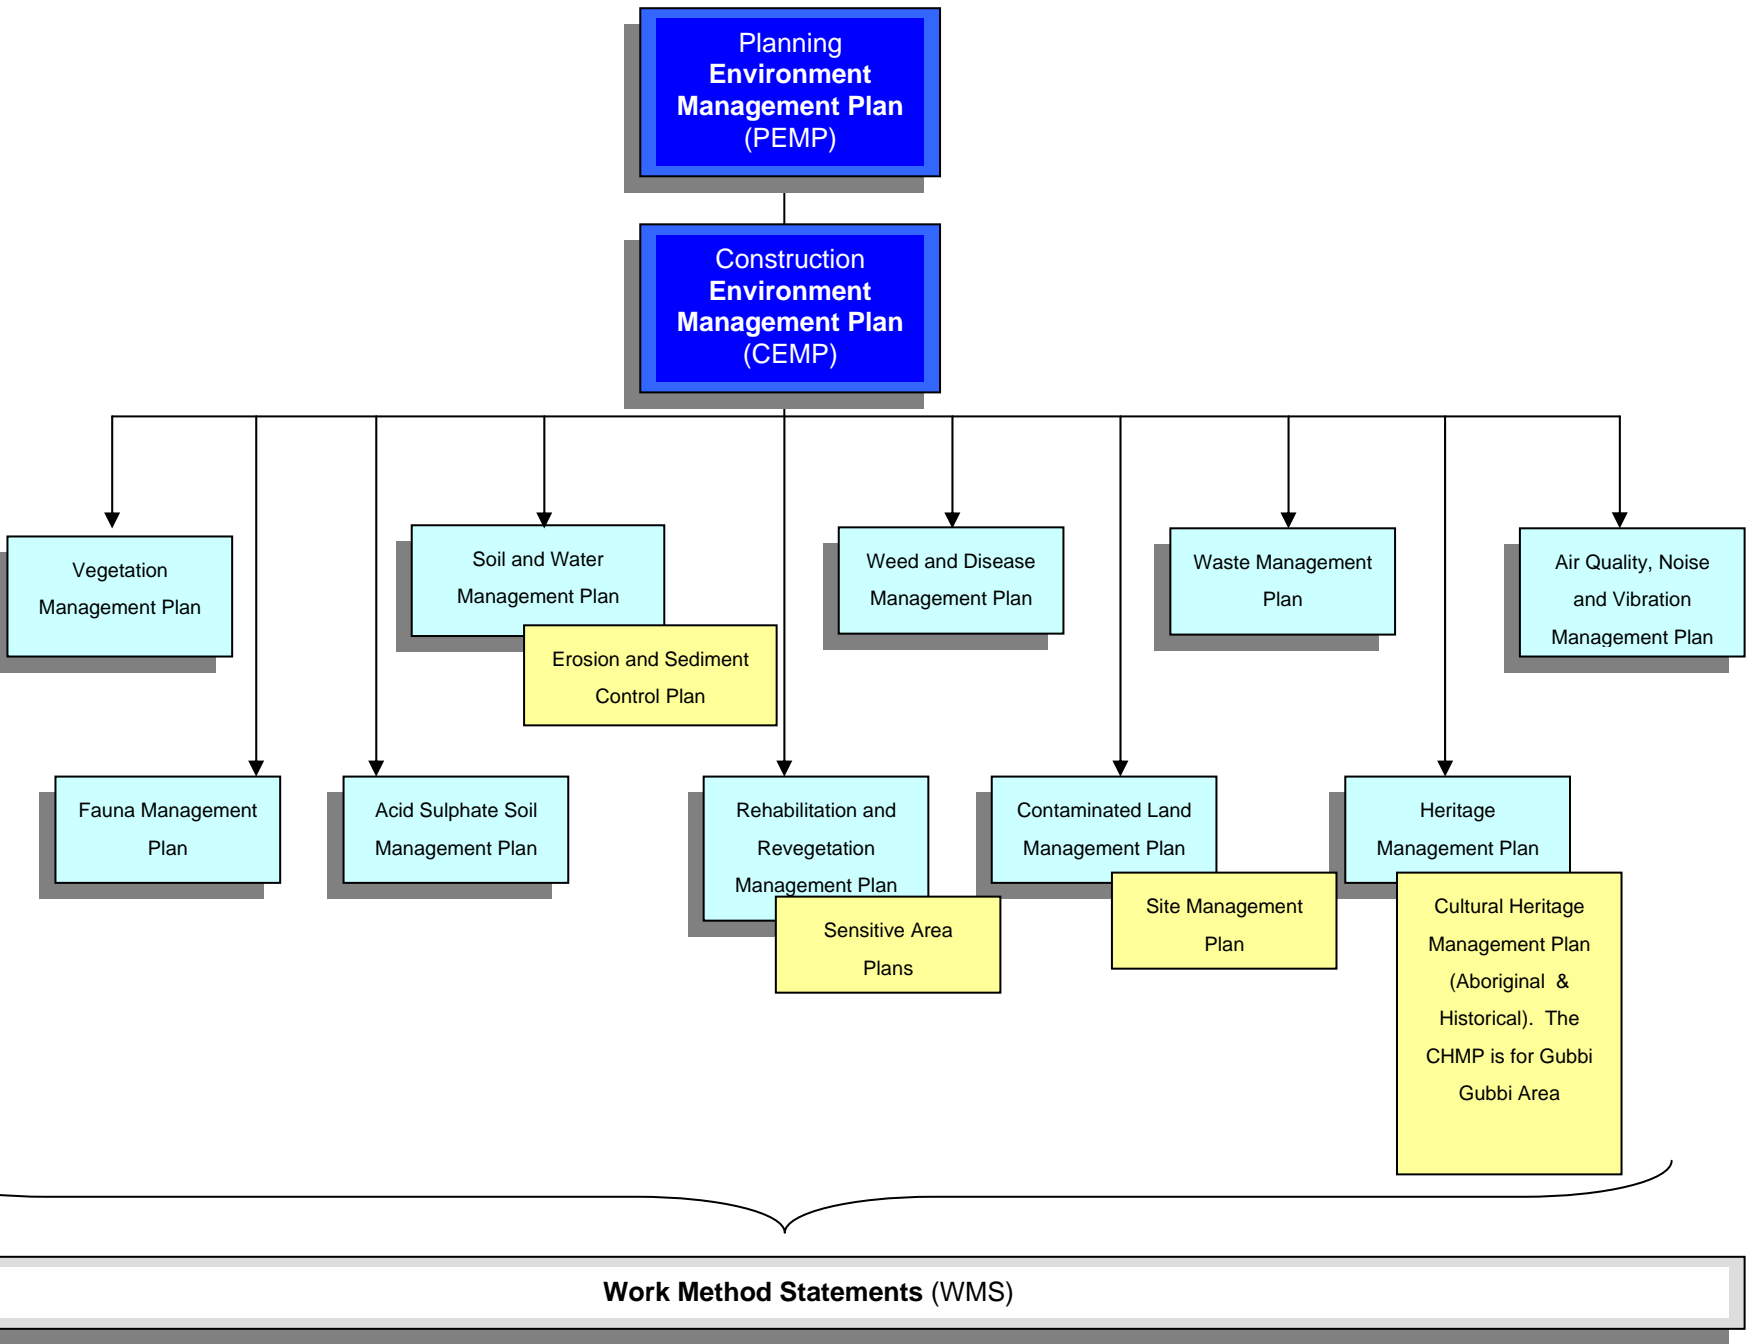 Planning
Environment
Management Plan
(PEMP)
Construction
Environment
Management Plan
(CEMP)
Vegetation
Management Plan
Soil and Water
Management Plan
Erosion and Sediment
Control Plan
Weed and Disease
Management Plan
Waste Management
Plan
Air Quality, Noise
and Vibration
Management Plan
Fauna Management
Plan
Acid Sulphate Soil
Management Plan
Rehabilitation and
Revegetation
Management Plan
Sensitive Area
Plans
Contaminated Land
Management Plan
Site Management
Plan
Heritage
Management Plan
Cultural Heritage
Management Plan
(Aboriginal &
Historical). The
CHMP is for Gubbi
Gubbi Area
Work Method Statements (WMS)